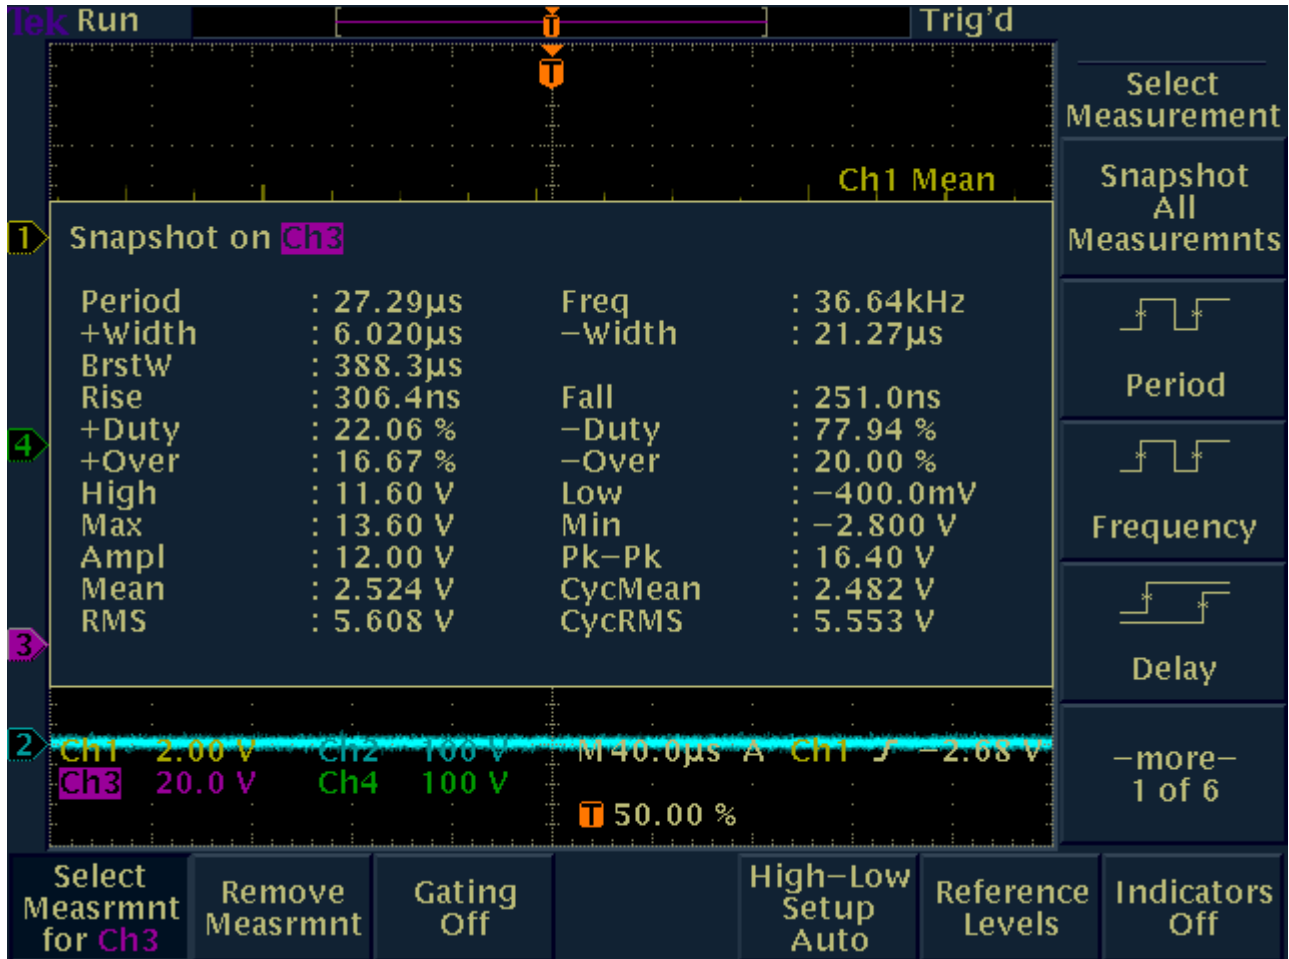 Tek Run Trig'd
T
T
Select
Measurement
Snapshot
All
Measuremnts
Ch1 Mean
1
Snapshot on Ch3
Period : 27.29µs Freq : 36.64kHz
+Width : 6.020µs −Width : 21.27µs
BrstW : 388.3µs
Rise : 306.4ns Fall : 251.0ns
+Duty : 22.06 % −Duty : 77.94 %
+Over : 16.67 % −Over : 20.00 %
High : 11.60 V Low : −400.0mV
Max : 13.60 V Min : −2.800 V
Ampl : 12.00 V Pk−Pk : 16.40 V
Mean : 2.524 V CycMean : 2.482 V
RMS : 5.608 V CycRMS : 5.553 V
4
3
2
Period
Frequency
Delay
−more−
1 of 6
Ch1 2.00 V Ch2 100 V M 40.0µs A Ch1 −2.68 V
Ch3 20.0 V Ch4 100 V
T 50.00 %
Select
Measrmnt
for Ch3
Remove
Measrmnt
Gating
Off
High−Low
Setup
Auto
Reference
Levels
Indicators
Off